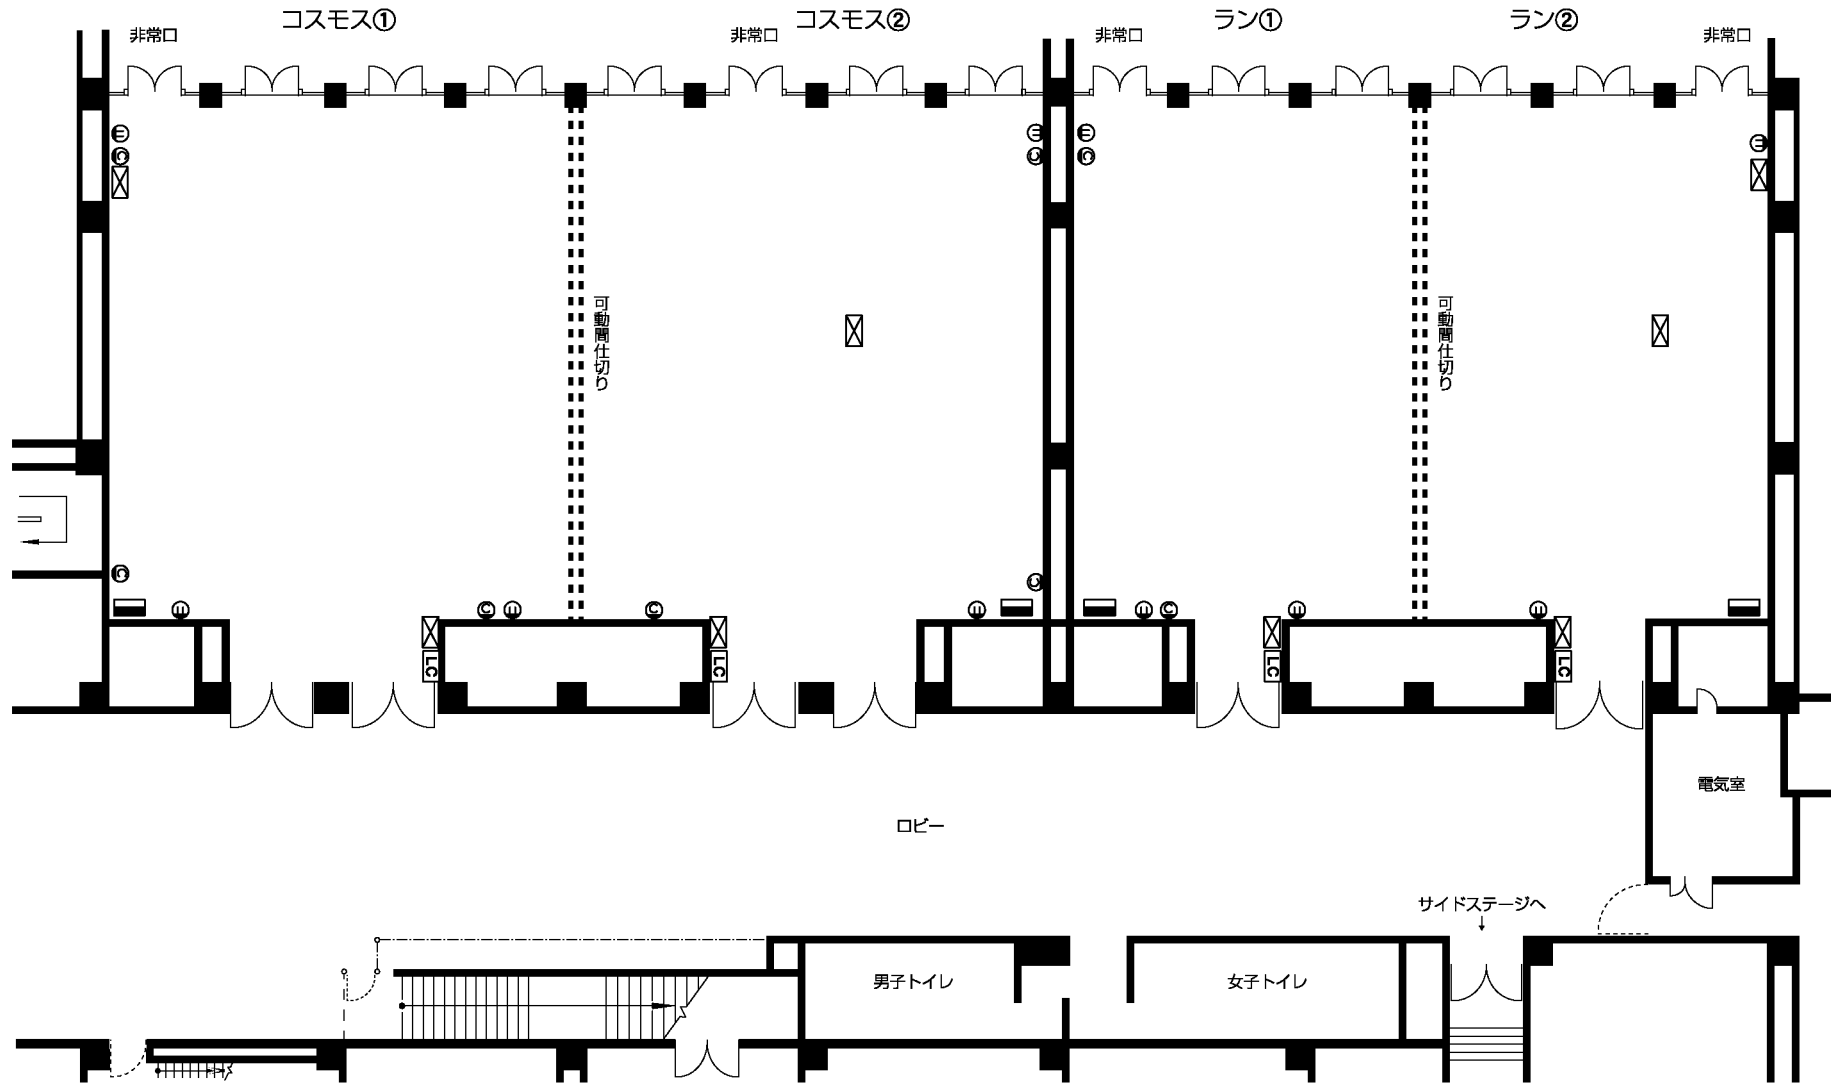 コスモス①
コスモス②
ラン①
ラン②
非常口
非常口
非常口
非常口
E
C
E
C
E
C
E
可動間仕切り
可動間仕切り
C
C
E
C
E
C
E
E
C
E
E
LC
LC
LC
LC
電気室
ロビー
サイドステージへ
男子トイレ
女子トイレ